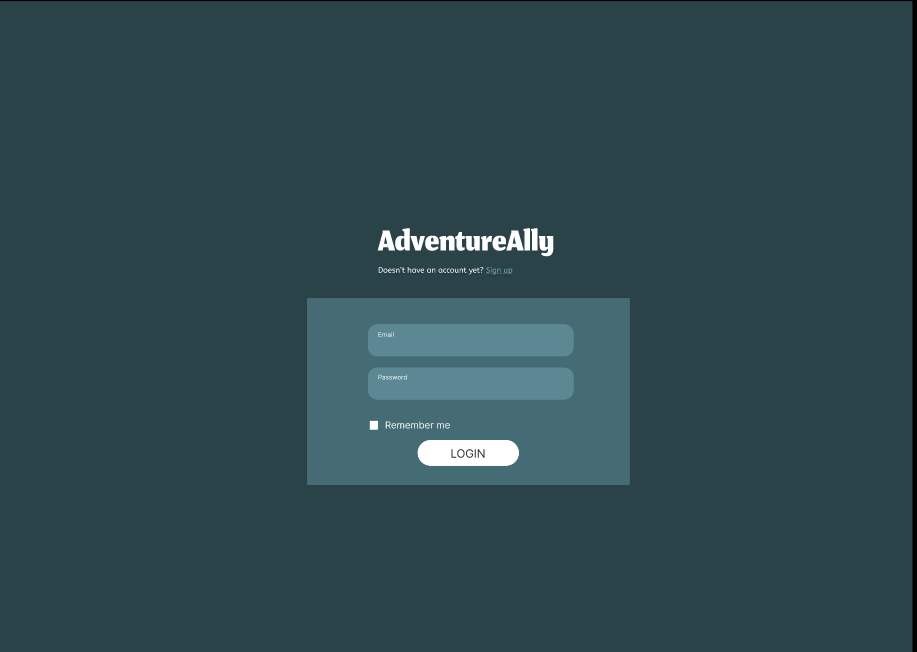 AdventureAlly
Doesn't have an account yet? Sign up
Email
Password
Remember me
LOGIN